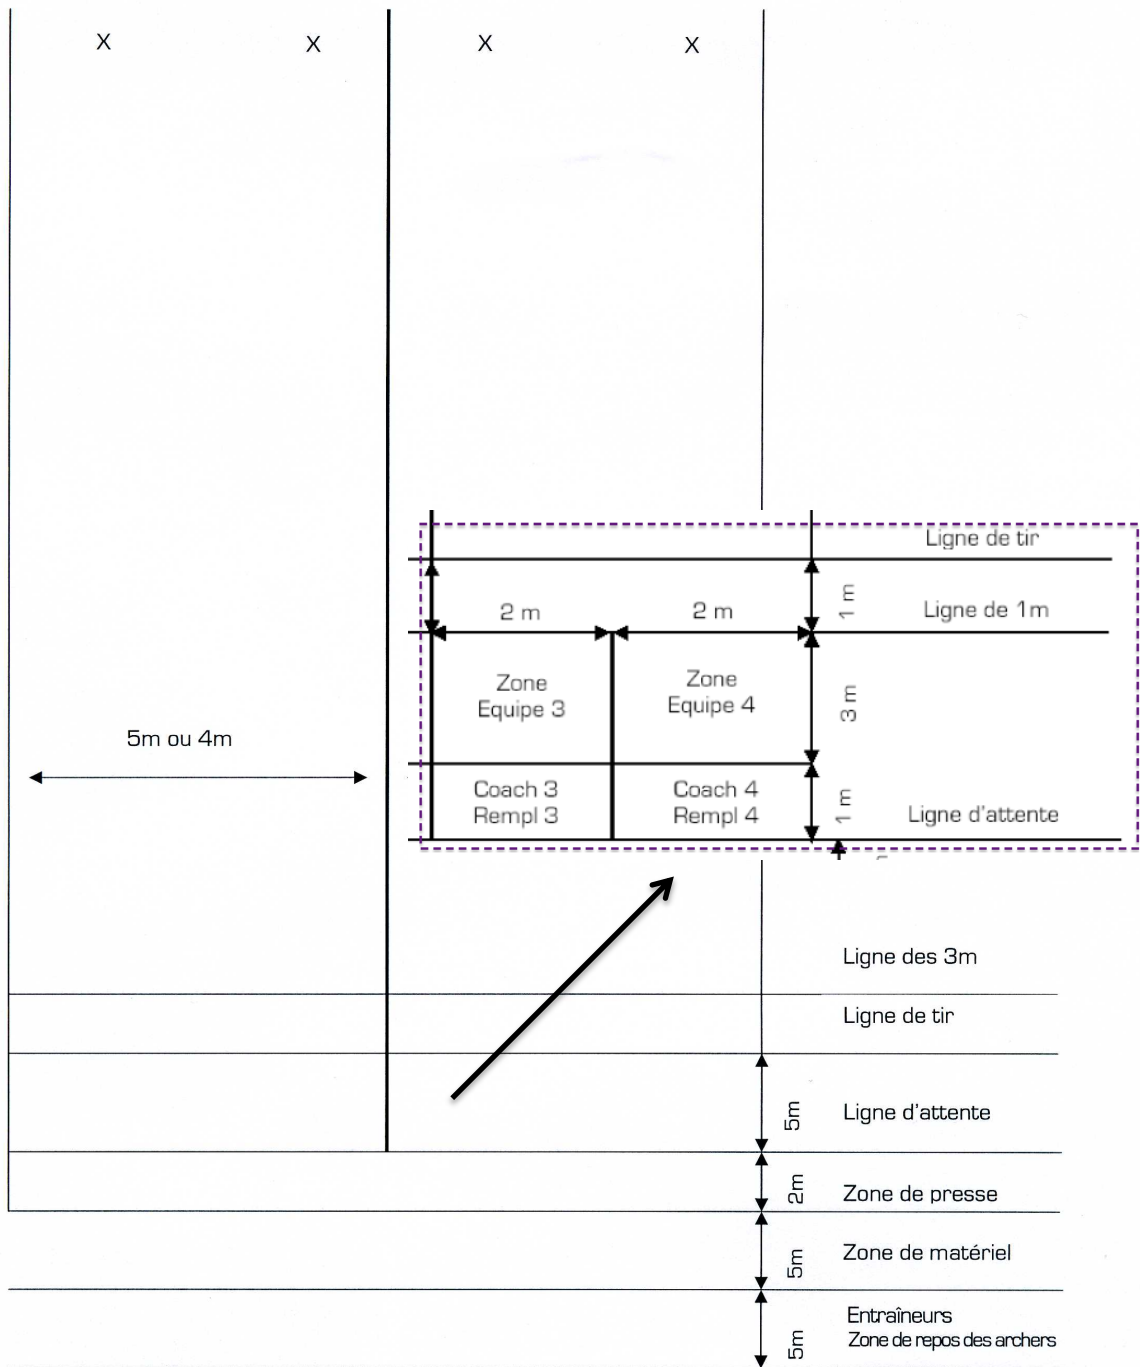 X X X X
Ligne de tir
1 m
2 m 2 m Ligne de 1m
Zone Zone
Equipe 3 Equipe 4
3 m
5m ou 4m
Coach 3 Coach 4
Rempl 3 Rempl 4
1 m
Ligne d'attente
Ligne des 3m
Ligne de tir
5m Ligne d'attente
2m Zone de presse
5m Zone de matériel
Entraîneurs
5m Zone de repos des archers